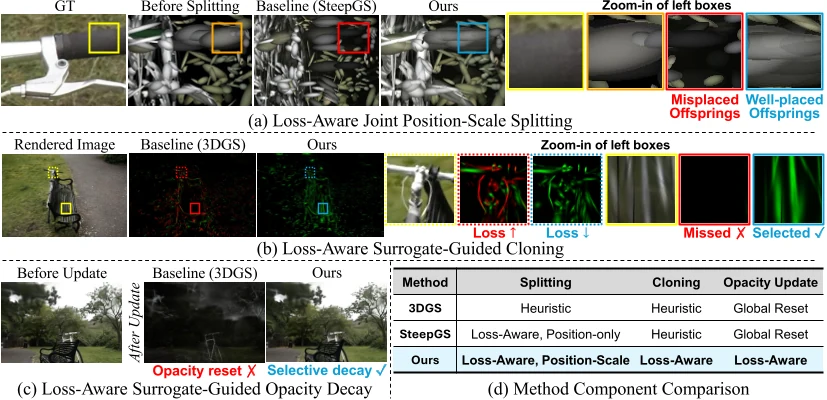 GT
Before Splitting
Baseline (SteepGS)
Ours
Zoom-in of left boxes
Misplaced Offsprings
Well-placed Offsprings
(a) Loss-Aware Joint Position-Scale Splitting
Rendered Image
Baseline (3DGS)
Ours
Zoom-in of left boxes
Loss ↑
Loss ↓
Missed ✗
Selected ✓
(b) Loss-Aware Surrogate-Guided Cloning
Before Update
After Update
Baseline (3DGS)
Ours
Opacity reset ✗
Selective decay ✓
(c) Loss-Aware Surrogate-Guided Opacity Decay
Method Splitting Cloning Opacity Update
3DGS Heuristic Heuristic Global Reset
SteepGS Loss-Aware, Position-only Heuristic Global Reset
Ours Loss-Aware, Position-Scale Loss-Aware Loss-Aware
(d) Method Component Comparison